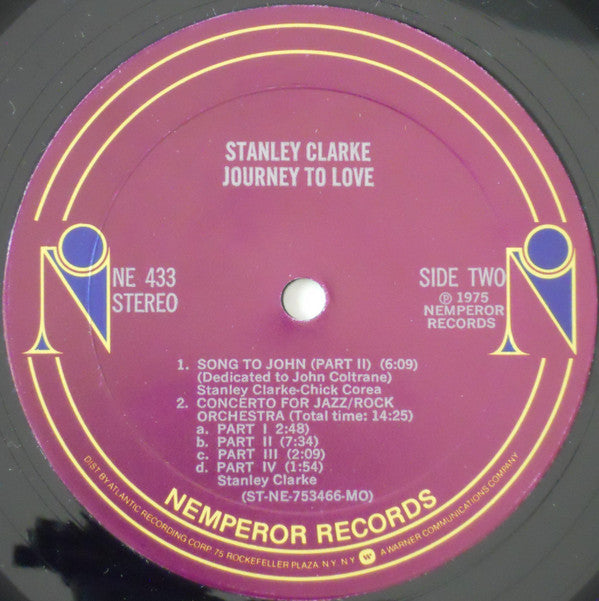 STANLEY CLARKE
JOURNEY TO LOVE
NE 433
STEREO
SIDE TWO
℗ 1975
NEMPEROR
RECORDS
1. SONG TO JOHN (PART II) (6:09)
(Dedicated to John Coltrane)
Stanley Clarke-Chick Corea
2. CONCERTO FOR JAZZ/ROCK
ORCHESTRA (Total time: 14:25)
a. PART I 2:48)
b. PART II (7:34)
c. PART III (2:09)
d. PART IV (1:54)
Stanley Clarke
(ST-NE-753466-MO)
NEMPEROR RECORDS
DIST. BY ATLANTIC RECORDING CORP. 75 ROCKEFELLER PLAZA. N.Y. N.Y. W A WARNER COMMUNICATIONS COMPANY